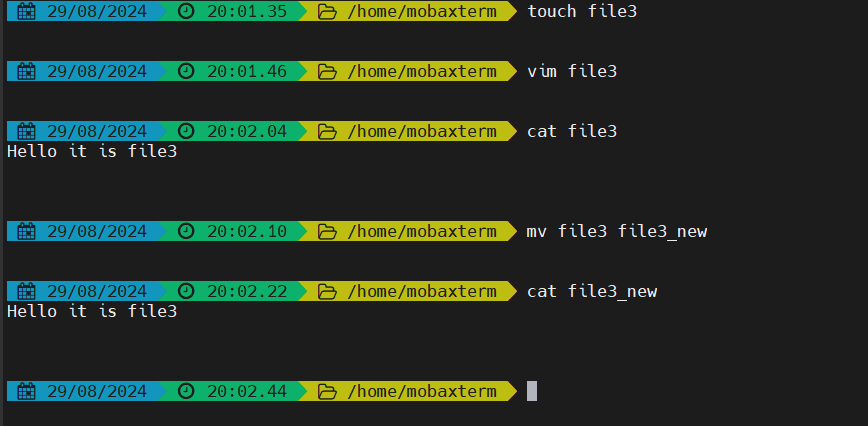 29/08/2024 20:01.35 /home/mobaxterm touch file3
29/08/2024 20:01.46 /home/mobaxterm vim file3
29/08/2024 20:02.04 /home/mobaxterm cat file3
Hello it is file3
29/08/2024 20:02.10 /home/mobaxterm mv file3 file3_new
29/08/2024 20:02.22 /home/mobaxterm cat file3_new
Hello it is file3
29/08/2024 20:02.44 /home/mobaxterm